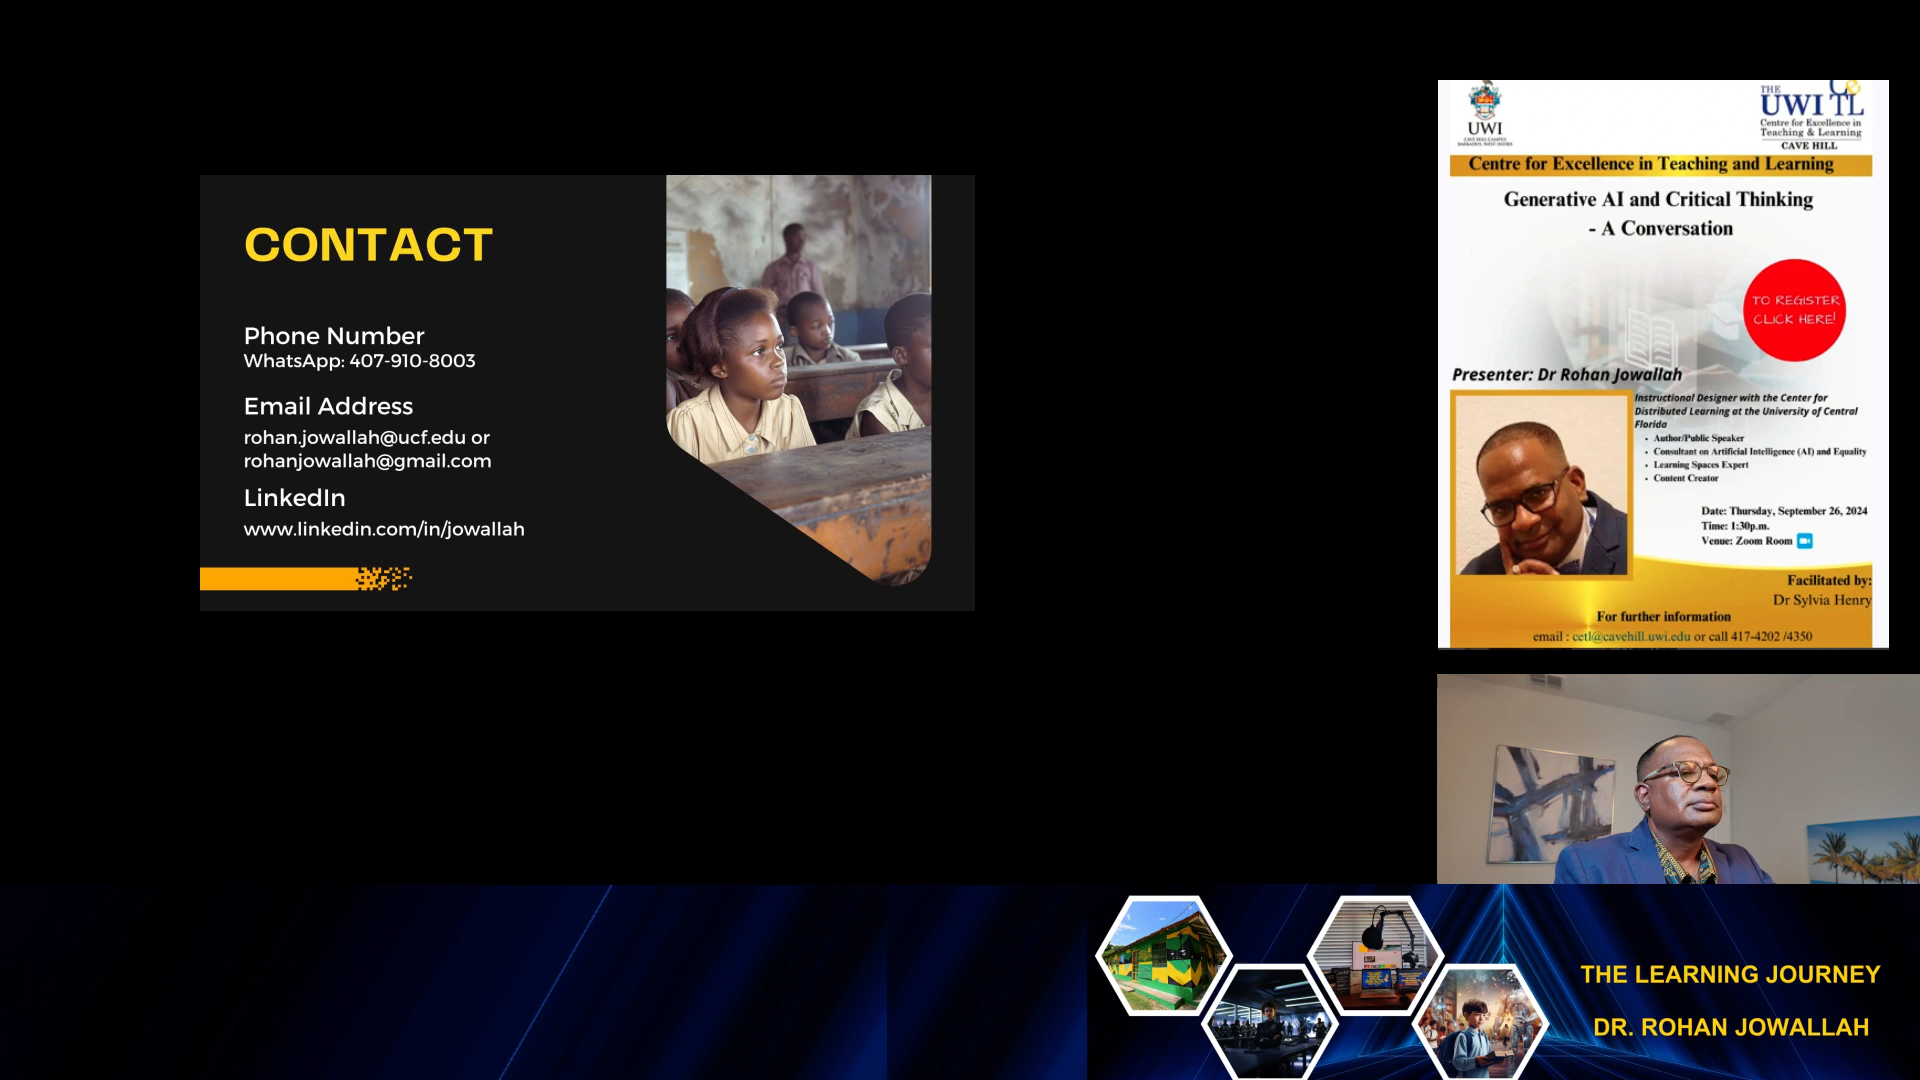 CONTACT
Phone Number
WhatsApp: 407-910-8003
Email Address
rohan.jowallah@ucf.edu or
rohanjowallah@gmail.com
LinkedIn
www.linkedin.com/in/jowallah
UWI
CAVE HILL CAMPUS
BARBADOS, WEST INDIES
THE
UWI TL
Centre for Excellence in
Teaching & Learning
CAVE HILL
Centre for Excellence in Teaching and Learning
Generative AI and Critical Thinking
- A Conversation
TO REGISTER
CLICK HERE!
Presenter: Dr Rohan Jowallah
Instructional Designer with the Center for
Distributed Learning at the University of Central
Florida
• Author/Public Speaker
• Consultant on Artificial Intelligence (AI) and Equality
• Learning Spaces Expert
• Content Creator
Date: Thursday, September 26, 2024
Time: 1:30p.m.
Venue: Zoom Room
Facilitated by:
Dr Sylvia Henry
For further information
email : cetl@cavehill.uwi.edu or call 417-4202 /4350
THE LEARNING JOURNEY
DR. ROHAN JOWALLAH